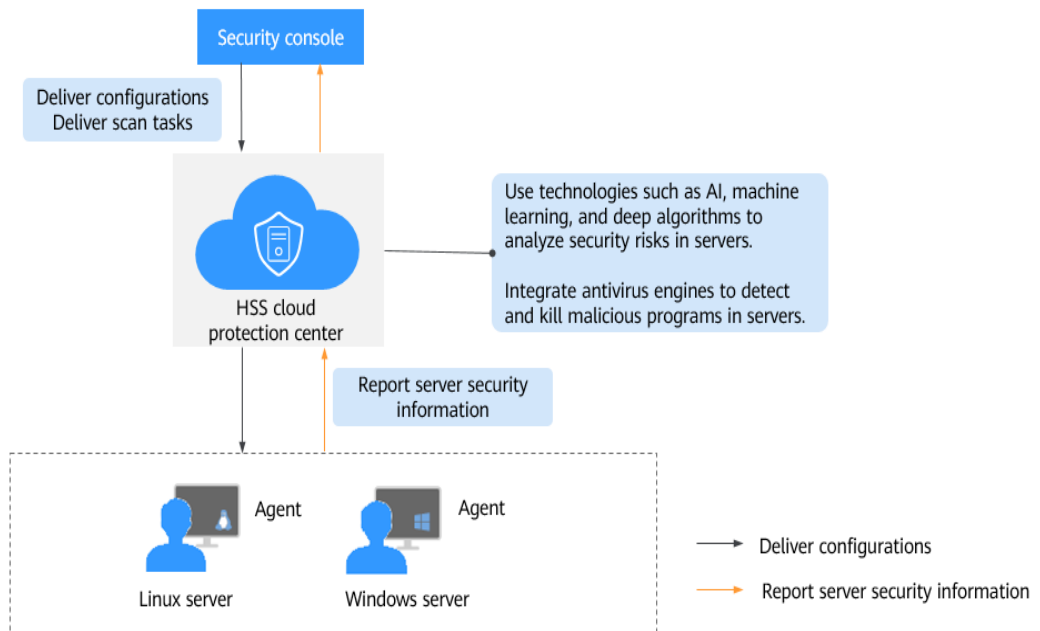 Security console
Deliver configurations
Deliver scan tasks
Use technologies such as AI, machine
learning, and deep algorithms to
analyze security risks in servers.
Integrate antivirus engines to detect
and kill malicious programs in servers.
HSS cloud
protection center
Report server security
information
Agent
Agent
Linux server
Windows server
Deliver configurations
Report server security information